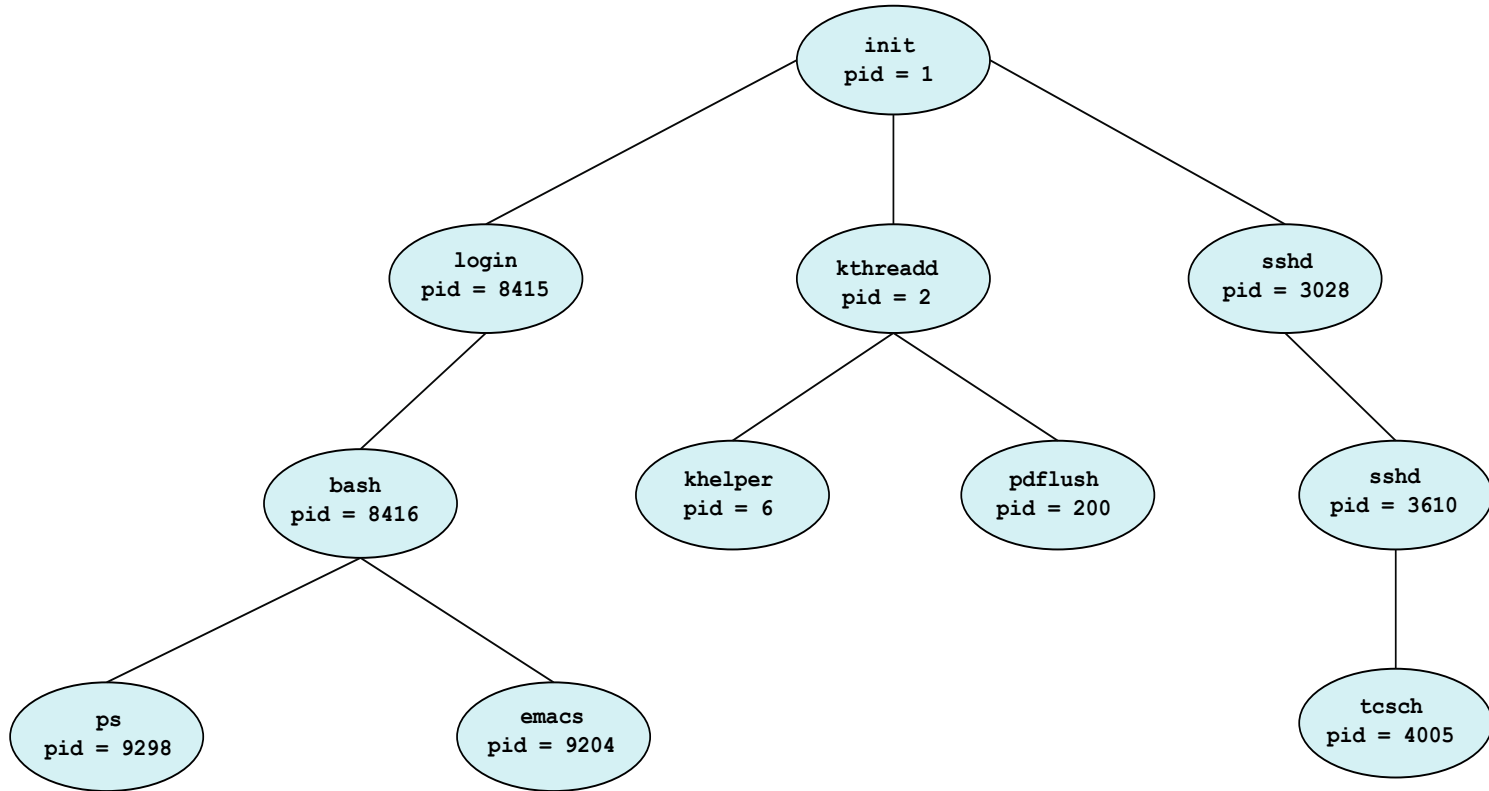 init
pid = 1
login
pid = 8415
kthreadd
pid = 2
sshd
pid = 3028
bash
pid = 8416
khelper
pid = 6
pdflush
pid = 200
sshd
pid = 3610
ps
pid = 9298
emacs
pid = 9204
tcsch
pid = 4005